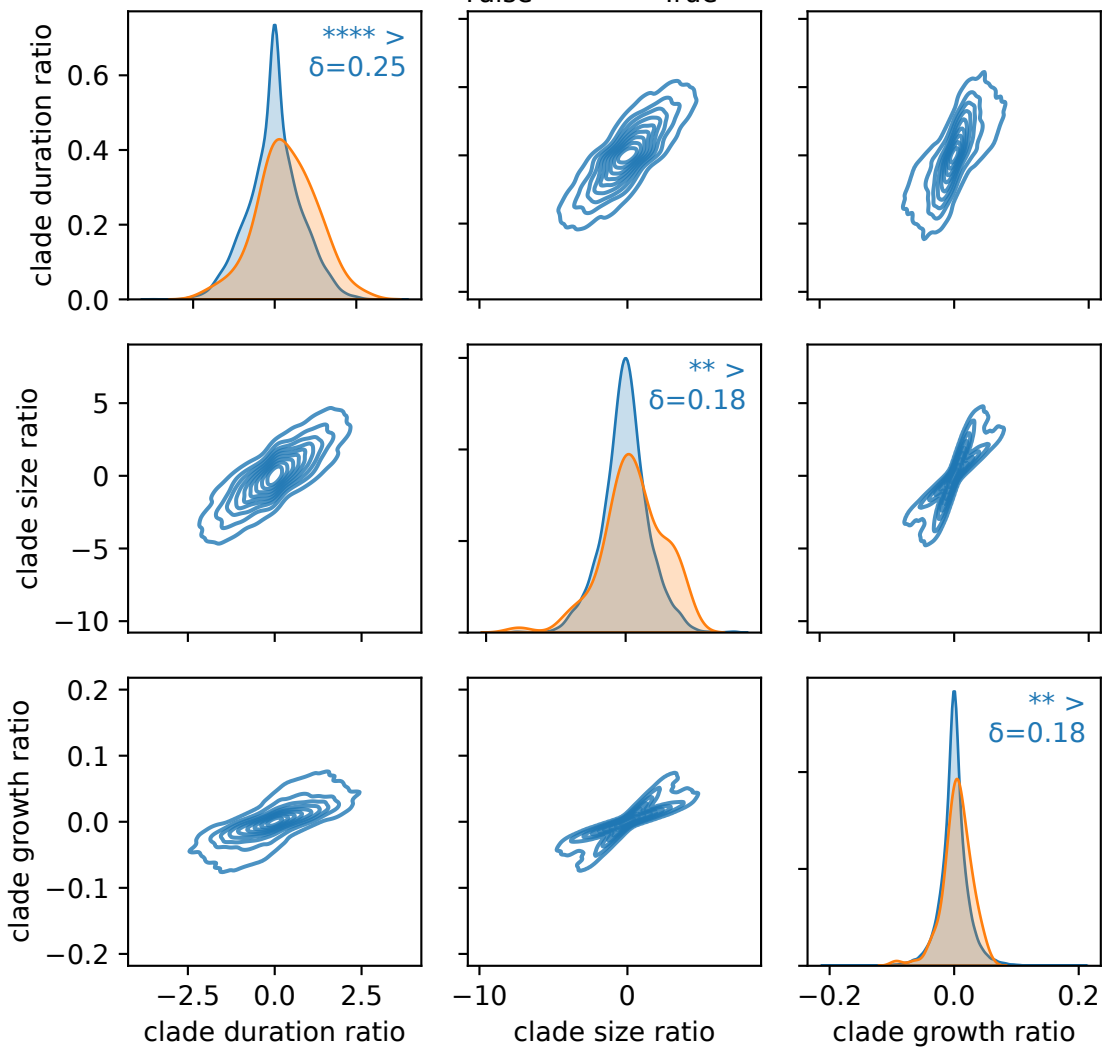 True
clade duration ratio
0.6
0.4
0.2
0.0
**** >
δ=0.25
clade size ratio
5
0
−5
−10
** >
δ=0.18
clade growth ratio
0.2
0.1
0.0
−0.1
−0.2
** >
δ=0.18
−2.5
0.0
2.5
−10
0
−0.2
0.0
0.2
clade duration ratio
clade size ratio
clade growth ratio